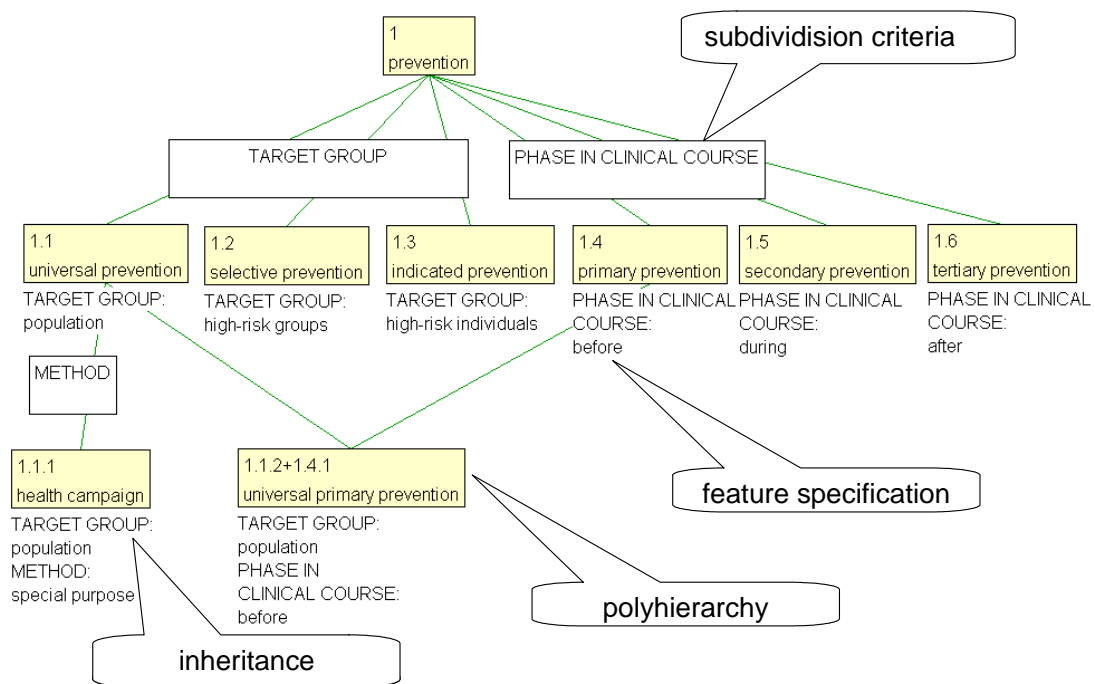 1
prevention
subdividision criteria
TARGET GROUP
PHASE IN CLINICAL COURSE
1.1
universal prevention
TARGET GROUP:
population
1.2
selective prevention
TARGET GROUP:
high-risk groups
1.3
indicated prevention
TARGET GROUP:
high-risk individuals
1.4
primary prevention
PHASE IN CLINICAL
COURSE:
before
1.5
secondary prevention
PHASE IN CLINICAL
COURSE:
during
1.6
tertiary prevention
PHASE IN CLINICAL
COURSE:
after
METHOD
1.1.1
health campaign
TARGET GROUP:
population
METHOD:
special purpose
1.1.2+1.4.1
universal primary prevention
TARGET GROUP:
population
PHASE IN
CLINICAL COURSE:
before
feature specification
polyhierarchy
inheritance